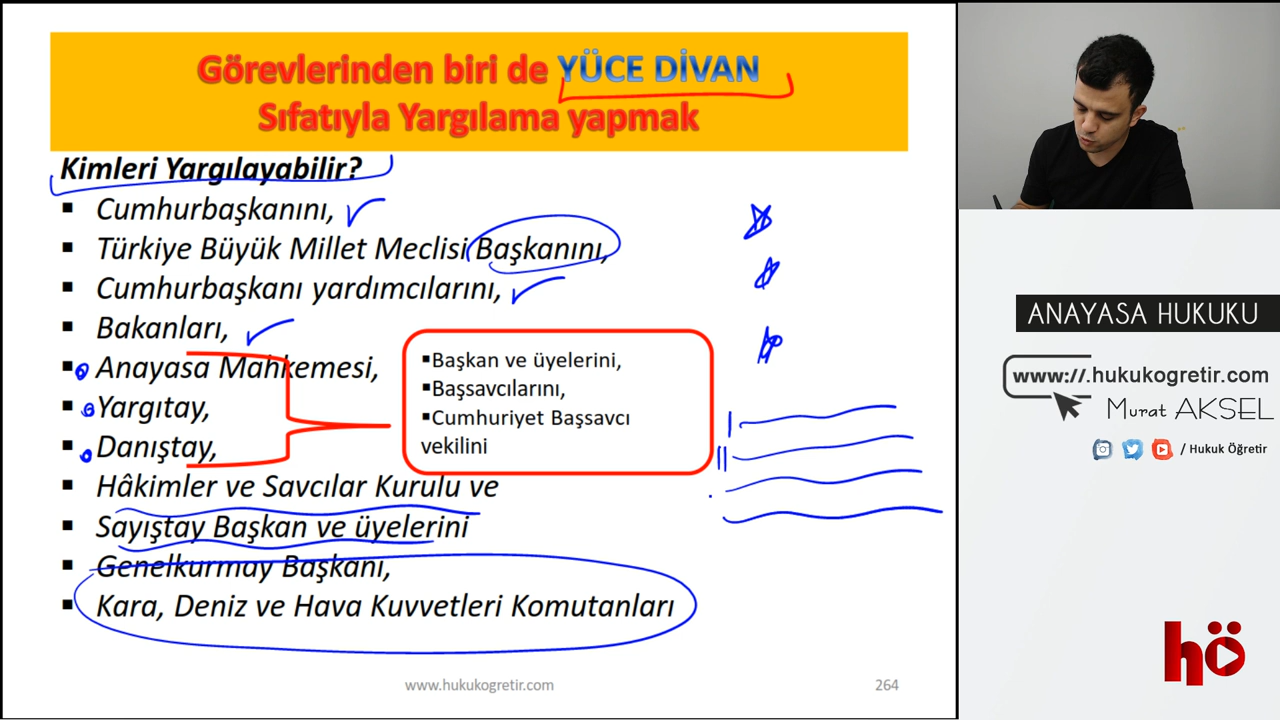 Görevlerinden biri de YÜCE DİVAN
Sıfatıyla Yargılama yapmak
Kimleri Yargılayabilir?
▪ Cumhurbaşkanını,
▪ Türkiye Büyük Millet Meclisi Başkanını,
▪ Cumhurbaşkanı yardımcılarını,
▪ Bakanları,
▪ Anayasa Mahkemesi,
▪ Yargıtay,
▪ Danıştay,
▪ Hâkimler ve Savcılar Kurulu ve
▪ Sayıştay Başkan ve üyelerini
▪ Genelkurmay Başkanı,
▪ Kara, Deniz ve Hava Kuvvetleri Komutanları
▪Başkan ve üyelerini,
▪Başsavcılarını,
▪Cumhuriyet Başsavcı
vekilini
I
II
www.hukukogretir.com
264
ANAYASA HUKUKU
www://.hukukogretir.com
Murat AKSEL
/ Hukuk Öğretir
hö